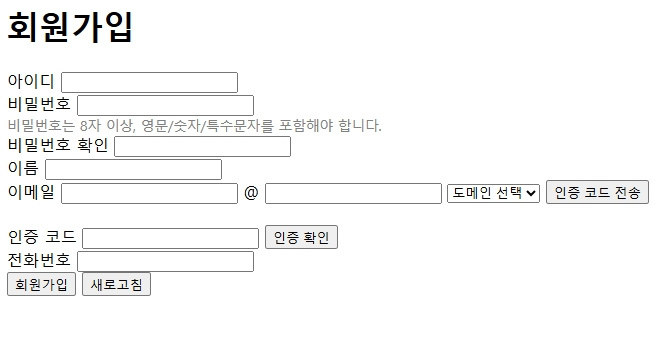 회원가입
아이디
비밀번호
비밀번호는 8자 이상, 영문/숫자/특수문자를 포함해야 합니다.
비밀번호 확인
이름
이메일 @ 도메인 선택 인증 코드 전송
인증 코드 인증 확인
전화번호
회원가입 새로고침